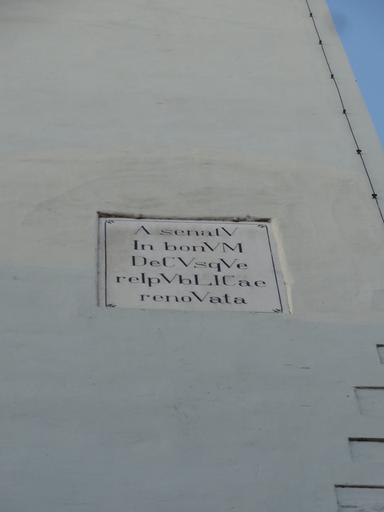 A senatV
In bonVM
DeCVsqVe
reIpVbLICae
renoVata